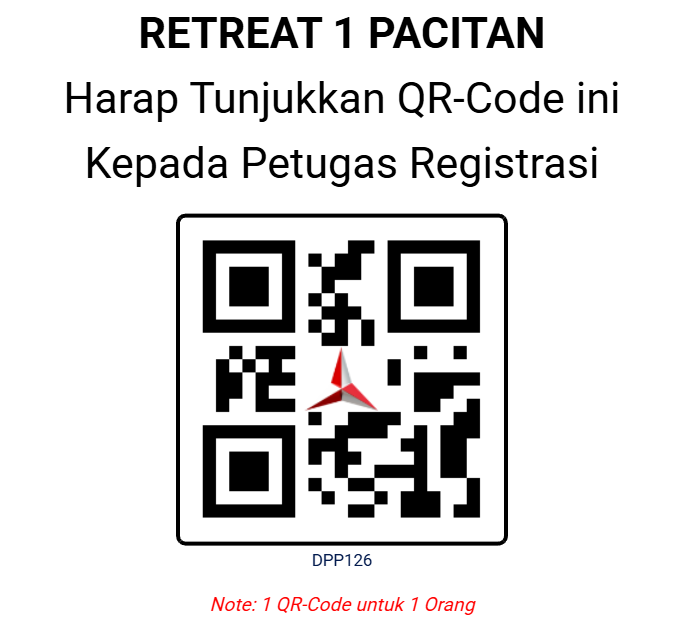 RETREAT 1 PACITAN
Harap Tunjukkan QR-Code ini
Kepada Petugas Registrasi
DPP126
Note: 1 QR-Code untuk 1 Orang